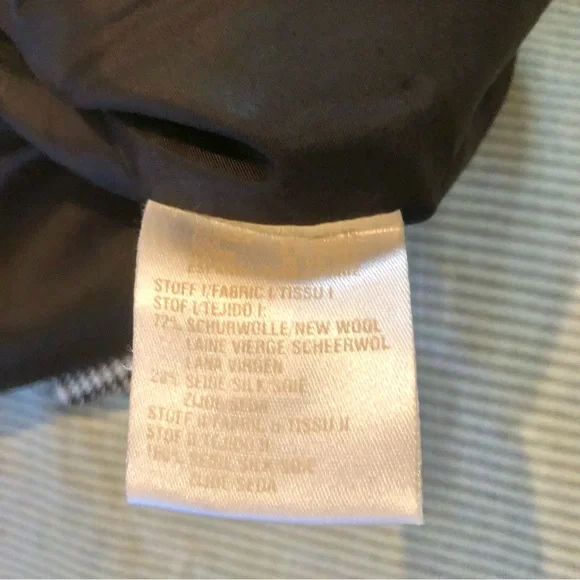 STOFF I/FABRIC I/TISSU I
STOF I/TEJIDO I:
72% SCHURWOLLE/NEW WOOL
LAINE VIERGE SCHEERWOL
LANA VIRGEN
28% SEIDE SILK SOIE
ZIJDE SEDA
STOFF II/FABRIC II/TISSU II
STOF II/TEJIDO II
100% SEIDE SILK SOIE
ZIJDE SEDA